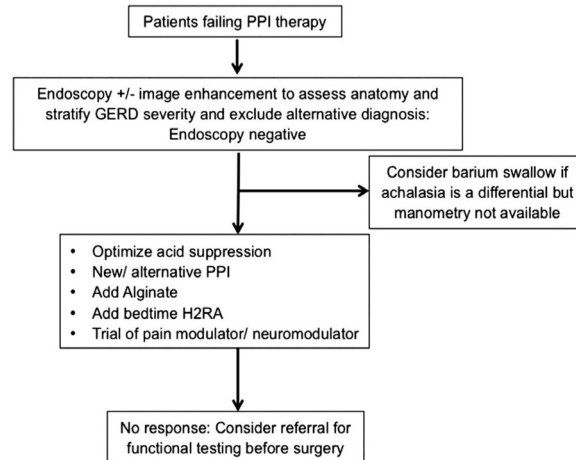 Patients failing PPI therapy
Endoscopy +/- image enhancement to assess anatomy and
stratify GERD severity and exclude alternative diagnosis:
Endoscopy negative
Consider barium swallow if
achalasia is a differential but
manometry not available
• Optimize acid suppression
• New/ alternative PPI
• Add Alginate
• Add bedtime H2RA
• Trial of pain modulator/ neuromodulator
No response: Consider referral for
functional testing before surgery